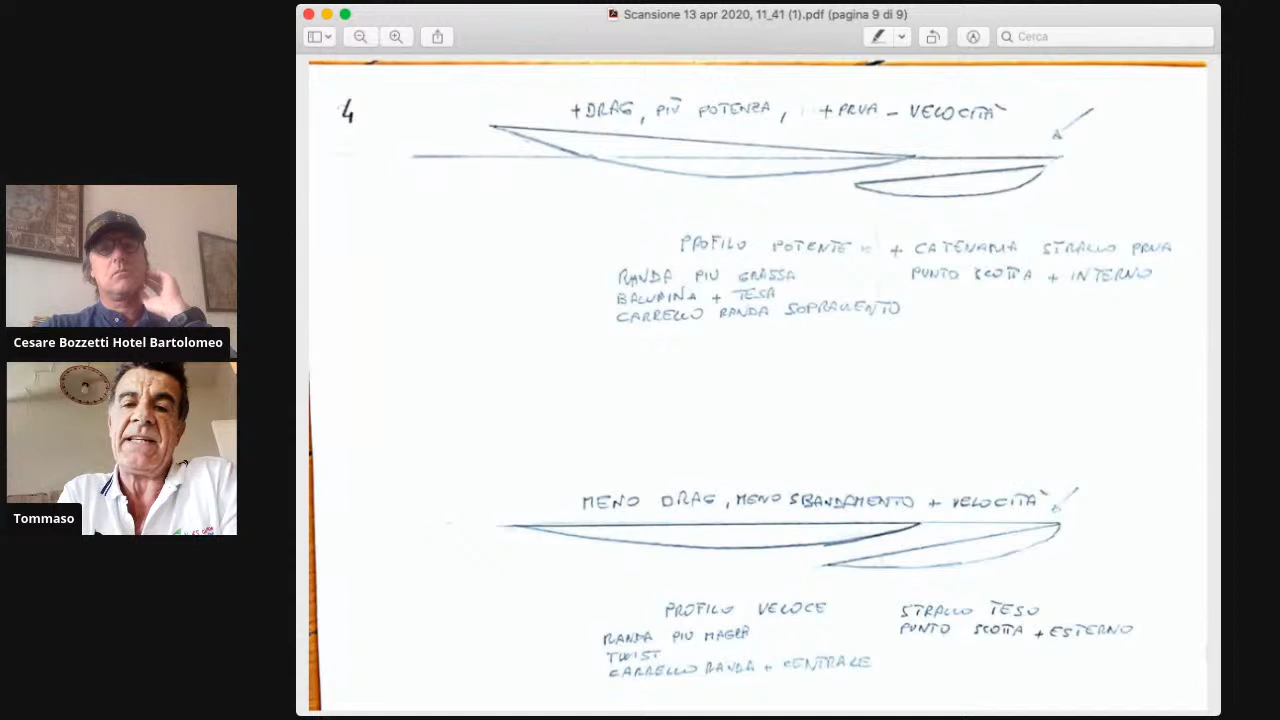 Scansione 13 apr 2020, 11_41 (1).pdf (pagina 9 di 9)
Cerca
4
+DRAG, PIÙ POTENZA, +PRUA - VELOCITÀ
PROFILO POTENTE + CATENARIA STRALLO PRUA
RANDA PIU GRASSA PUNTO SCOTTA + INTERNO
BALUMINA + TESA
CARRELLO RANDA SOPRAVENTO
Cesare Bozzetti Hotel Bartolomeo
Tommaso
MENO DRAG, MENO SBANDAMENTO + VELOCITÀ
PROFILO VELOCE STRALLO TESO
RANDA PIU MAGRA PUNTO SCOTTA + ESTERNO
TWIST
CARRELLO RANDA + CENTRALE